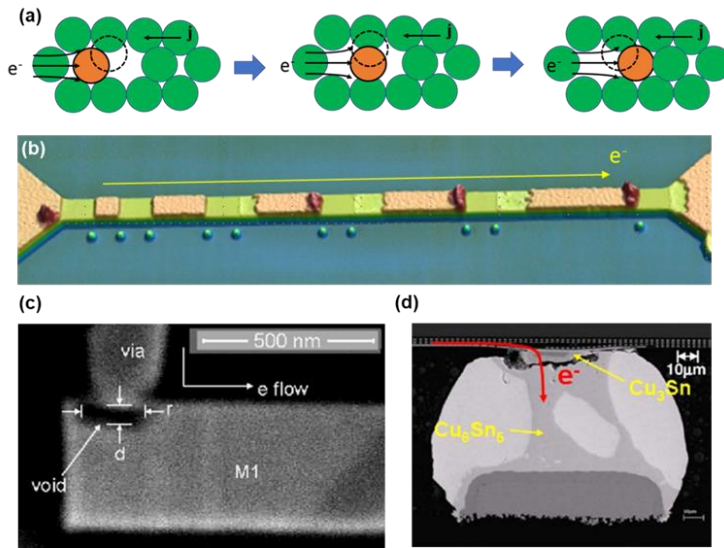 (a)
j
j
j
e-
e-
e-
(b)
e-
(c)
500 nm
via
e flow
r
d
void
M1
(d)
10µm
e-
Cu₃Sn
Cu₆Sn₅